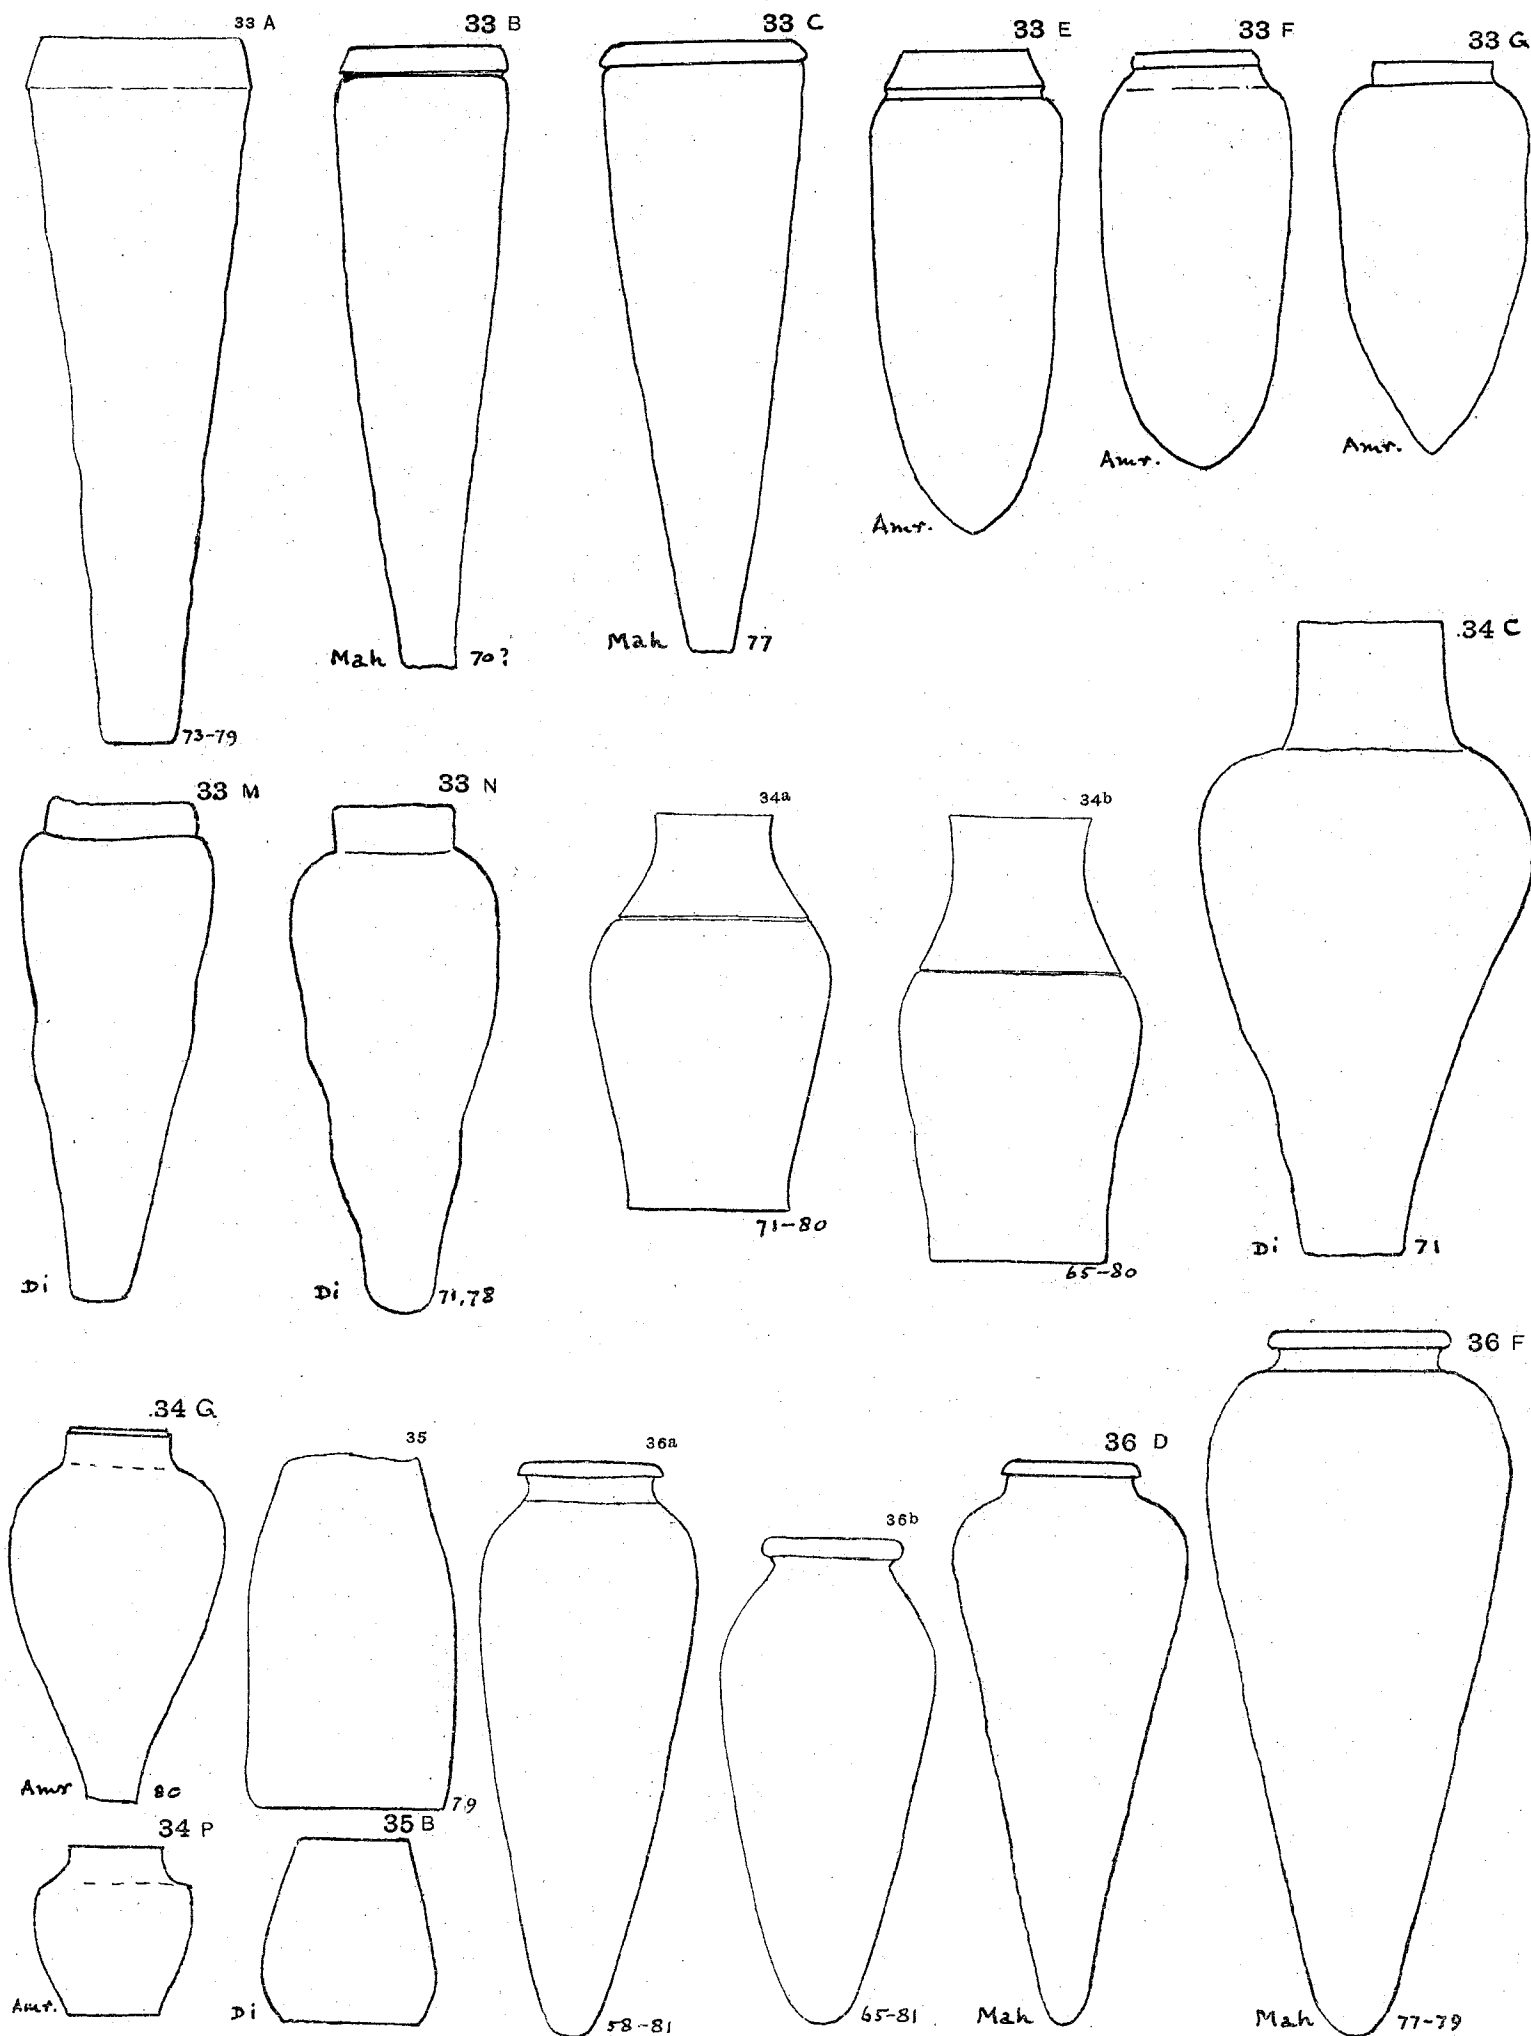 33 A
33 B
33 C
33 E
33 F
33 G
Amr.
Amr.
Amr.
Mah 70?
Mah 77
73-79
34 C
33 M
33 N
34a
34b
Di
Di 71,78
71-80
65-80
Di 71
34 G
35
36a
36b
36 D
36 F
Amr 80
79
34 P
35 B
Amr.
Di
58-81
65-81
Mah
Mah 77-79